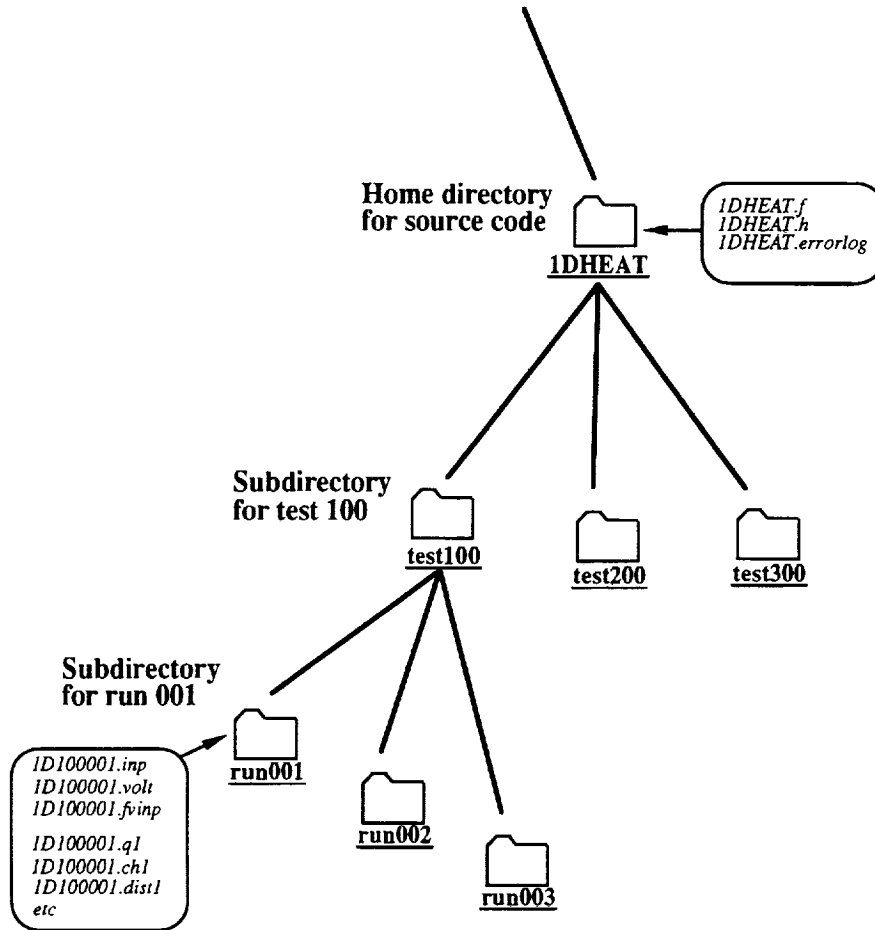 Home directory
for source code
1DHEAT
1DHEAT.f
1DHEAT.h
1DHEAT.errorlog
Subdirectory
for test 100
test100
test200
test300
Subdirectory
for run 001
run001
run002
run003
1D100001.inp
1D100001.volt
1D100001.fvinp
1D100001.q1
1D100001.ch1
1D100001.dist1
etc